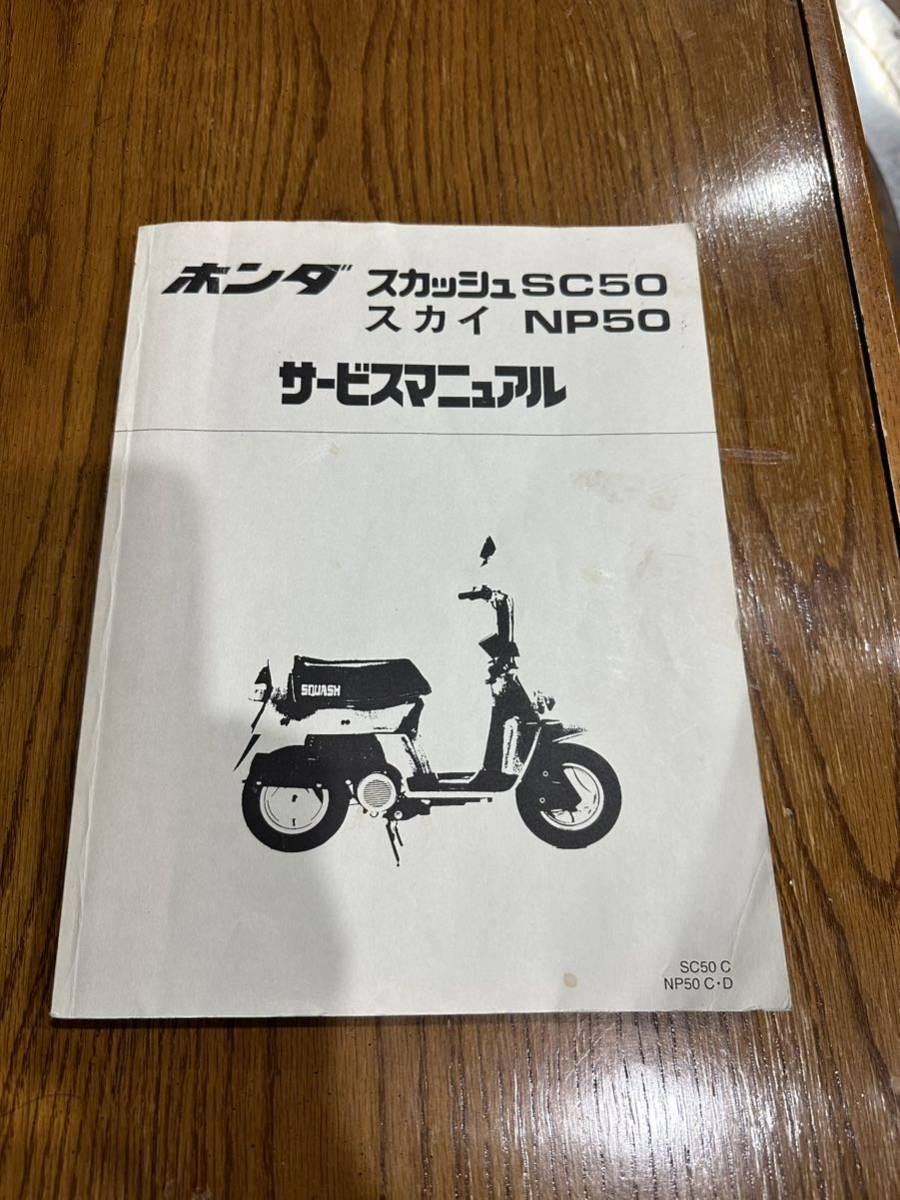 ホンダ スカッシュSC50
スカイ NP50
サービスマニュアル
SQUASH
SC50 C
NP50 C・D